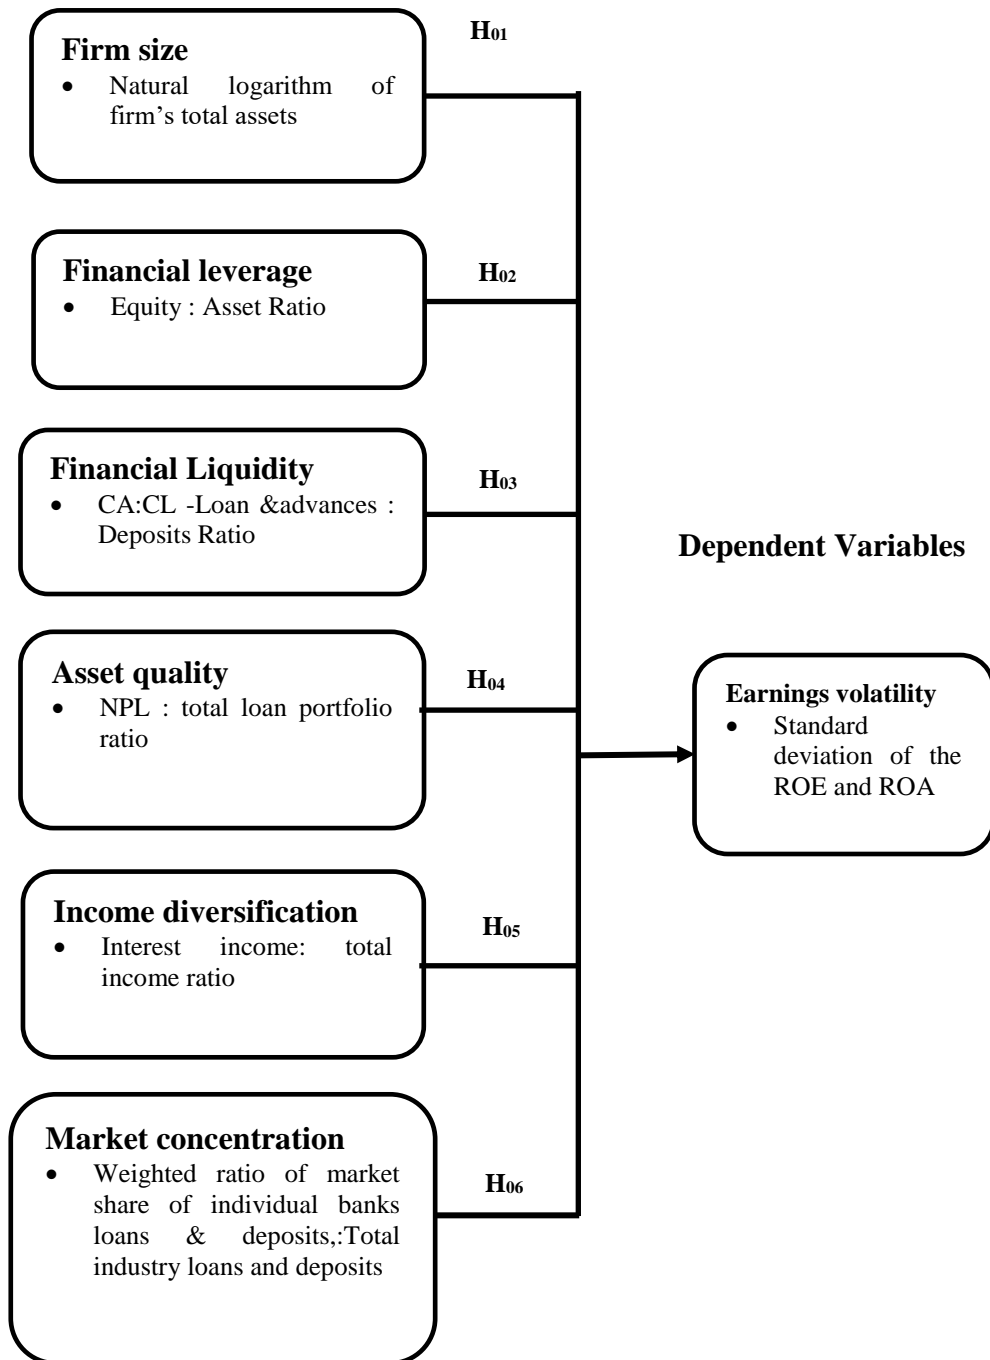 H01
Firm size
• Natural logarithm of
firm’s total assets
Financial leverage
• Equity : Asset Ratio
H02
Financial Liquidity
• CA:CL -Loan &advances :
Deposits Ratio
H03
Dependent Variables
Asset quality
• NPL : total loan portfolio
ratio
H04
Earnings volatility
• Standard
deviation of the
ROE and ROA
Income diversification
• Interest income: total
income ratio
H05
Market concentration
• Weighted ratio of market
share of individual banks
loans & deposits,:Total
industry loans and deposits
H06